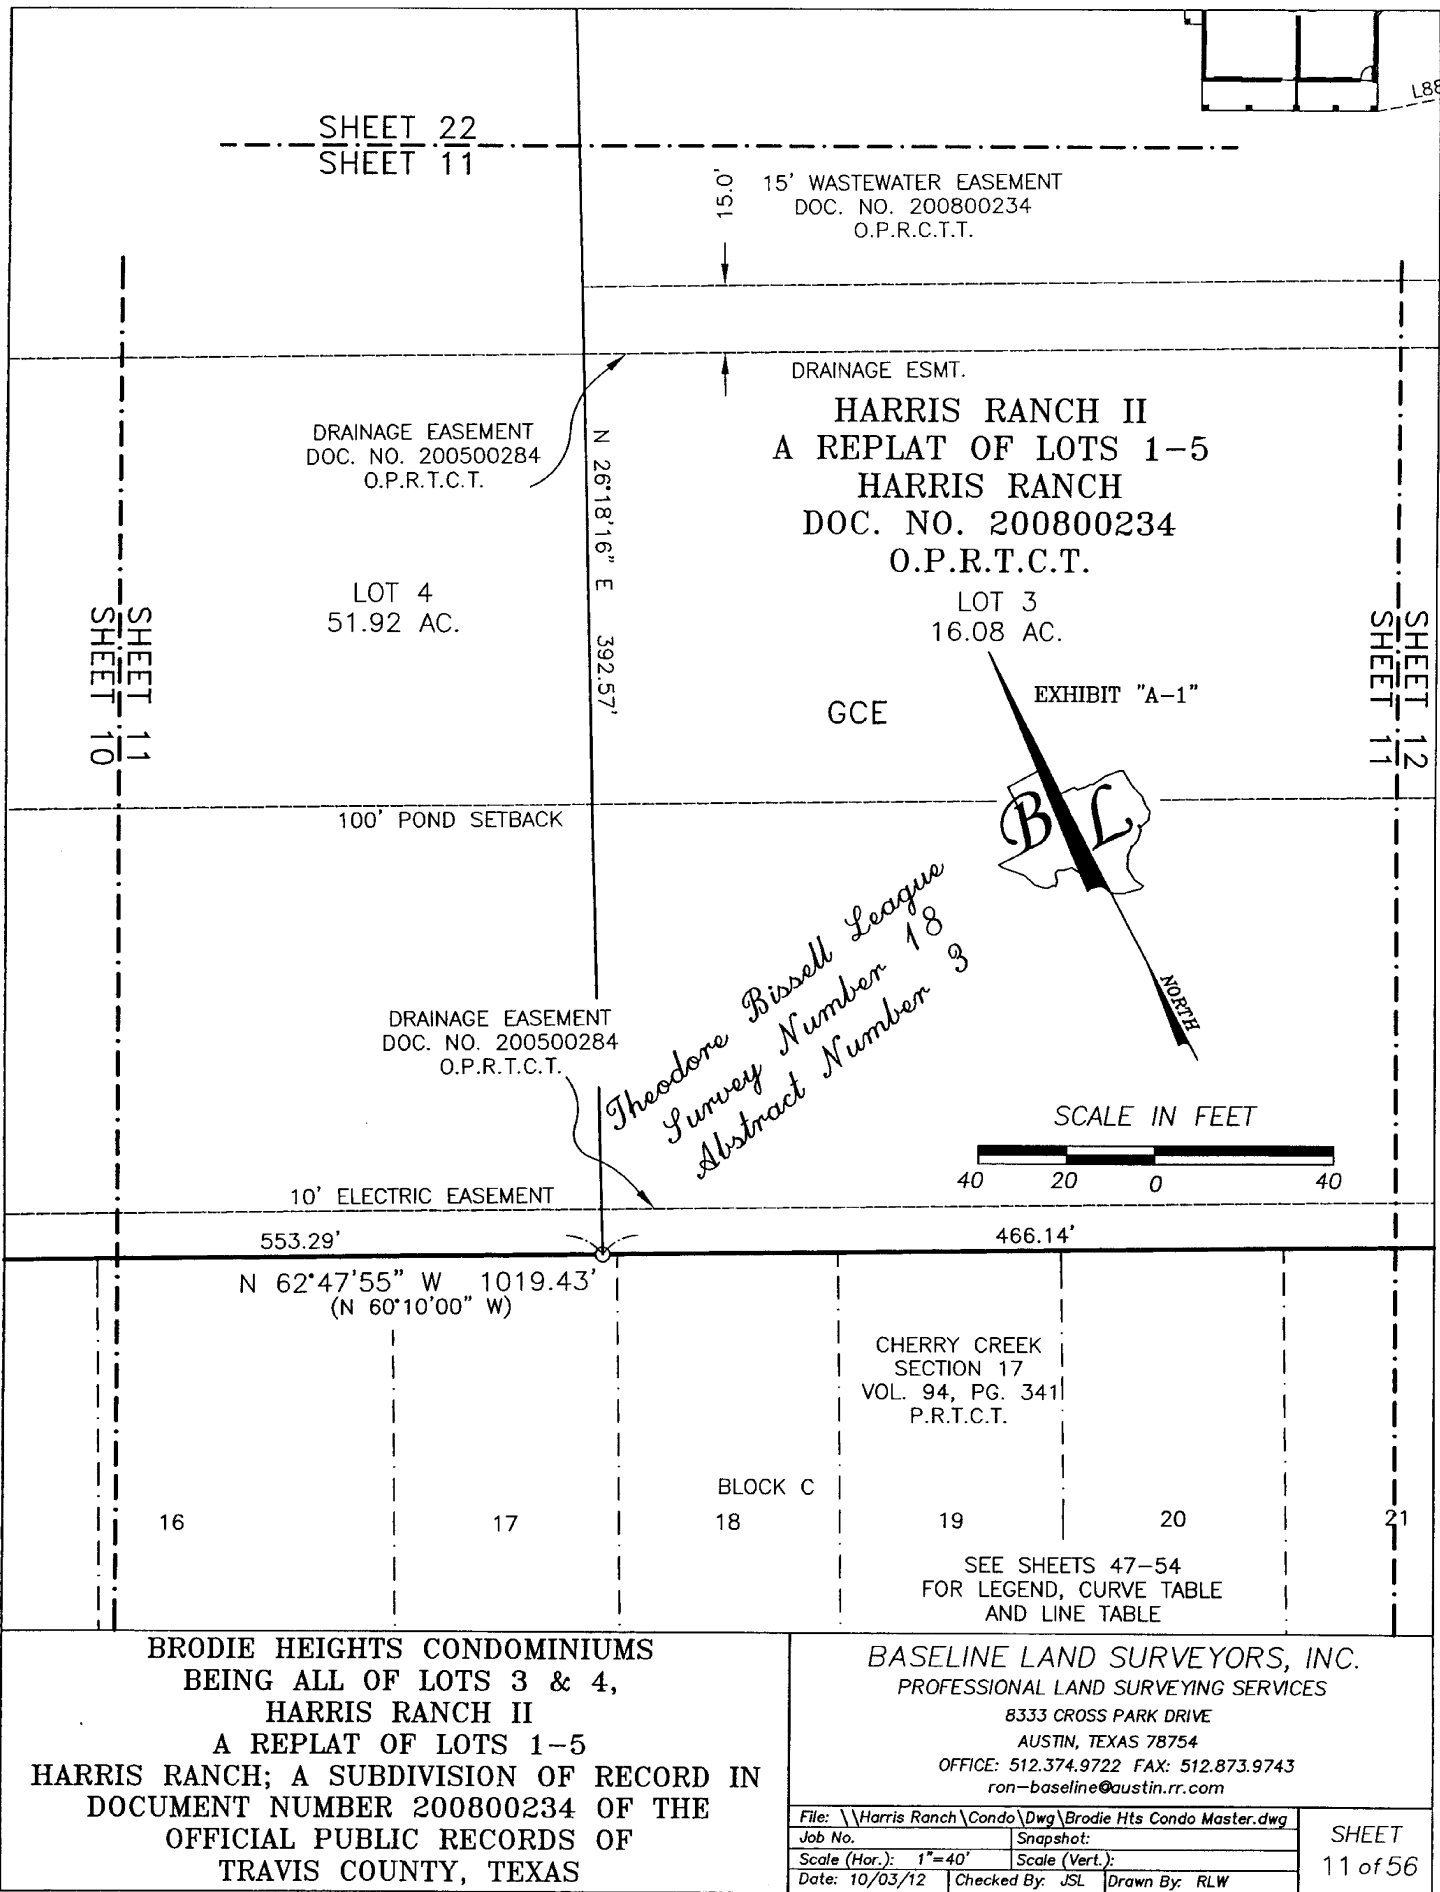 L88
SHEET 22
SHEET 11
15.0'
15' WASTEWATER EASEMENT
DOC. NO. 200800234
O.P.R.C.T.T.
DRAINAGE ESMT.
HARRIS RANCH II
A REPLAT OF LOTS 1-5
HARRIS RANCH
DOC. NO. 200800234
O.P.R.T.C.T.
DRAINAGE EASEMENT
DOC. NO. 200500284
O.P.R.T.C.T.
N 26°18'16" E 392.57'
LOT 4
51.92 AC.
LOT 3
16.08 AC.
SHEET 11
SHEET 10
SHEET 12
SHEET 11
EXHIBIT "A-1"
GCE
B L
NORTH
100' POND SETBACK
Theodore Bissell League
Survey Number 18
Abstract Number 3
DRAINAGE EASEMENT
DOC. NO. 200500284
O.P.R.T.C.T.
SCALE IN FEET
40 20 0 40
10' ELECTRIC EASEMENT
553.29'
466.14'
N 62°47'55" W 1019.43'
(N 60°10'00" W)
CHERRY CREEK
SECTION 17
VOL. 94, PG. 341
P.R.T.C.T.
BLOCK C
16 17 18 19 20 21
SEE SHEETS 47-54
FOR LEGEND, CURVE TABLE
AND LINE TABLE
BRODIE HEIGHTS CONDOMINIUMS
BEING ALL OF LOTS 3 & 4,
HARRIS RANCH II
A REPLAT OF LOTS 1-5
HARRIS RANCH; A SUBDIVISION OF RECORD IN
DOCUMENT NUMBER 200800234 OF THE
OFFICIAL PUBLIC RECORDS OF
TRAVIS COUNTY, TEXAS
BASELINE LAND SURVEYORS, INC.
PROFESSIONAL LAND SURVEYING SERVICES
8333 CROSS PARK DRIVE
AUSTIN, TEXAS 78754
OFFICE: 512.374.9722 FAX: 512.873.9743
ron-baseline@austin.rr.com
File: \\Harris Ranch\Condo\Dwg\Brodie Hts Condo Master.dwg
Job No. Snapshot:
Scale (Hor.): 1"=40' Scale (Vert.):
Date: 10/03/12 Checked By: JSL Drawn By: RLW
SHEET
11 of 56